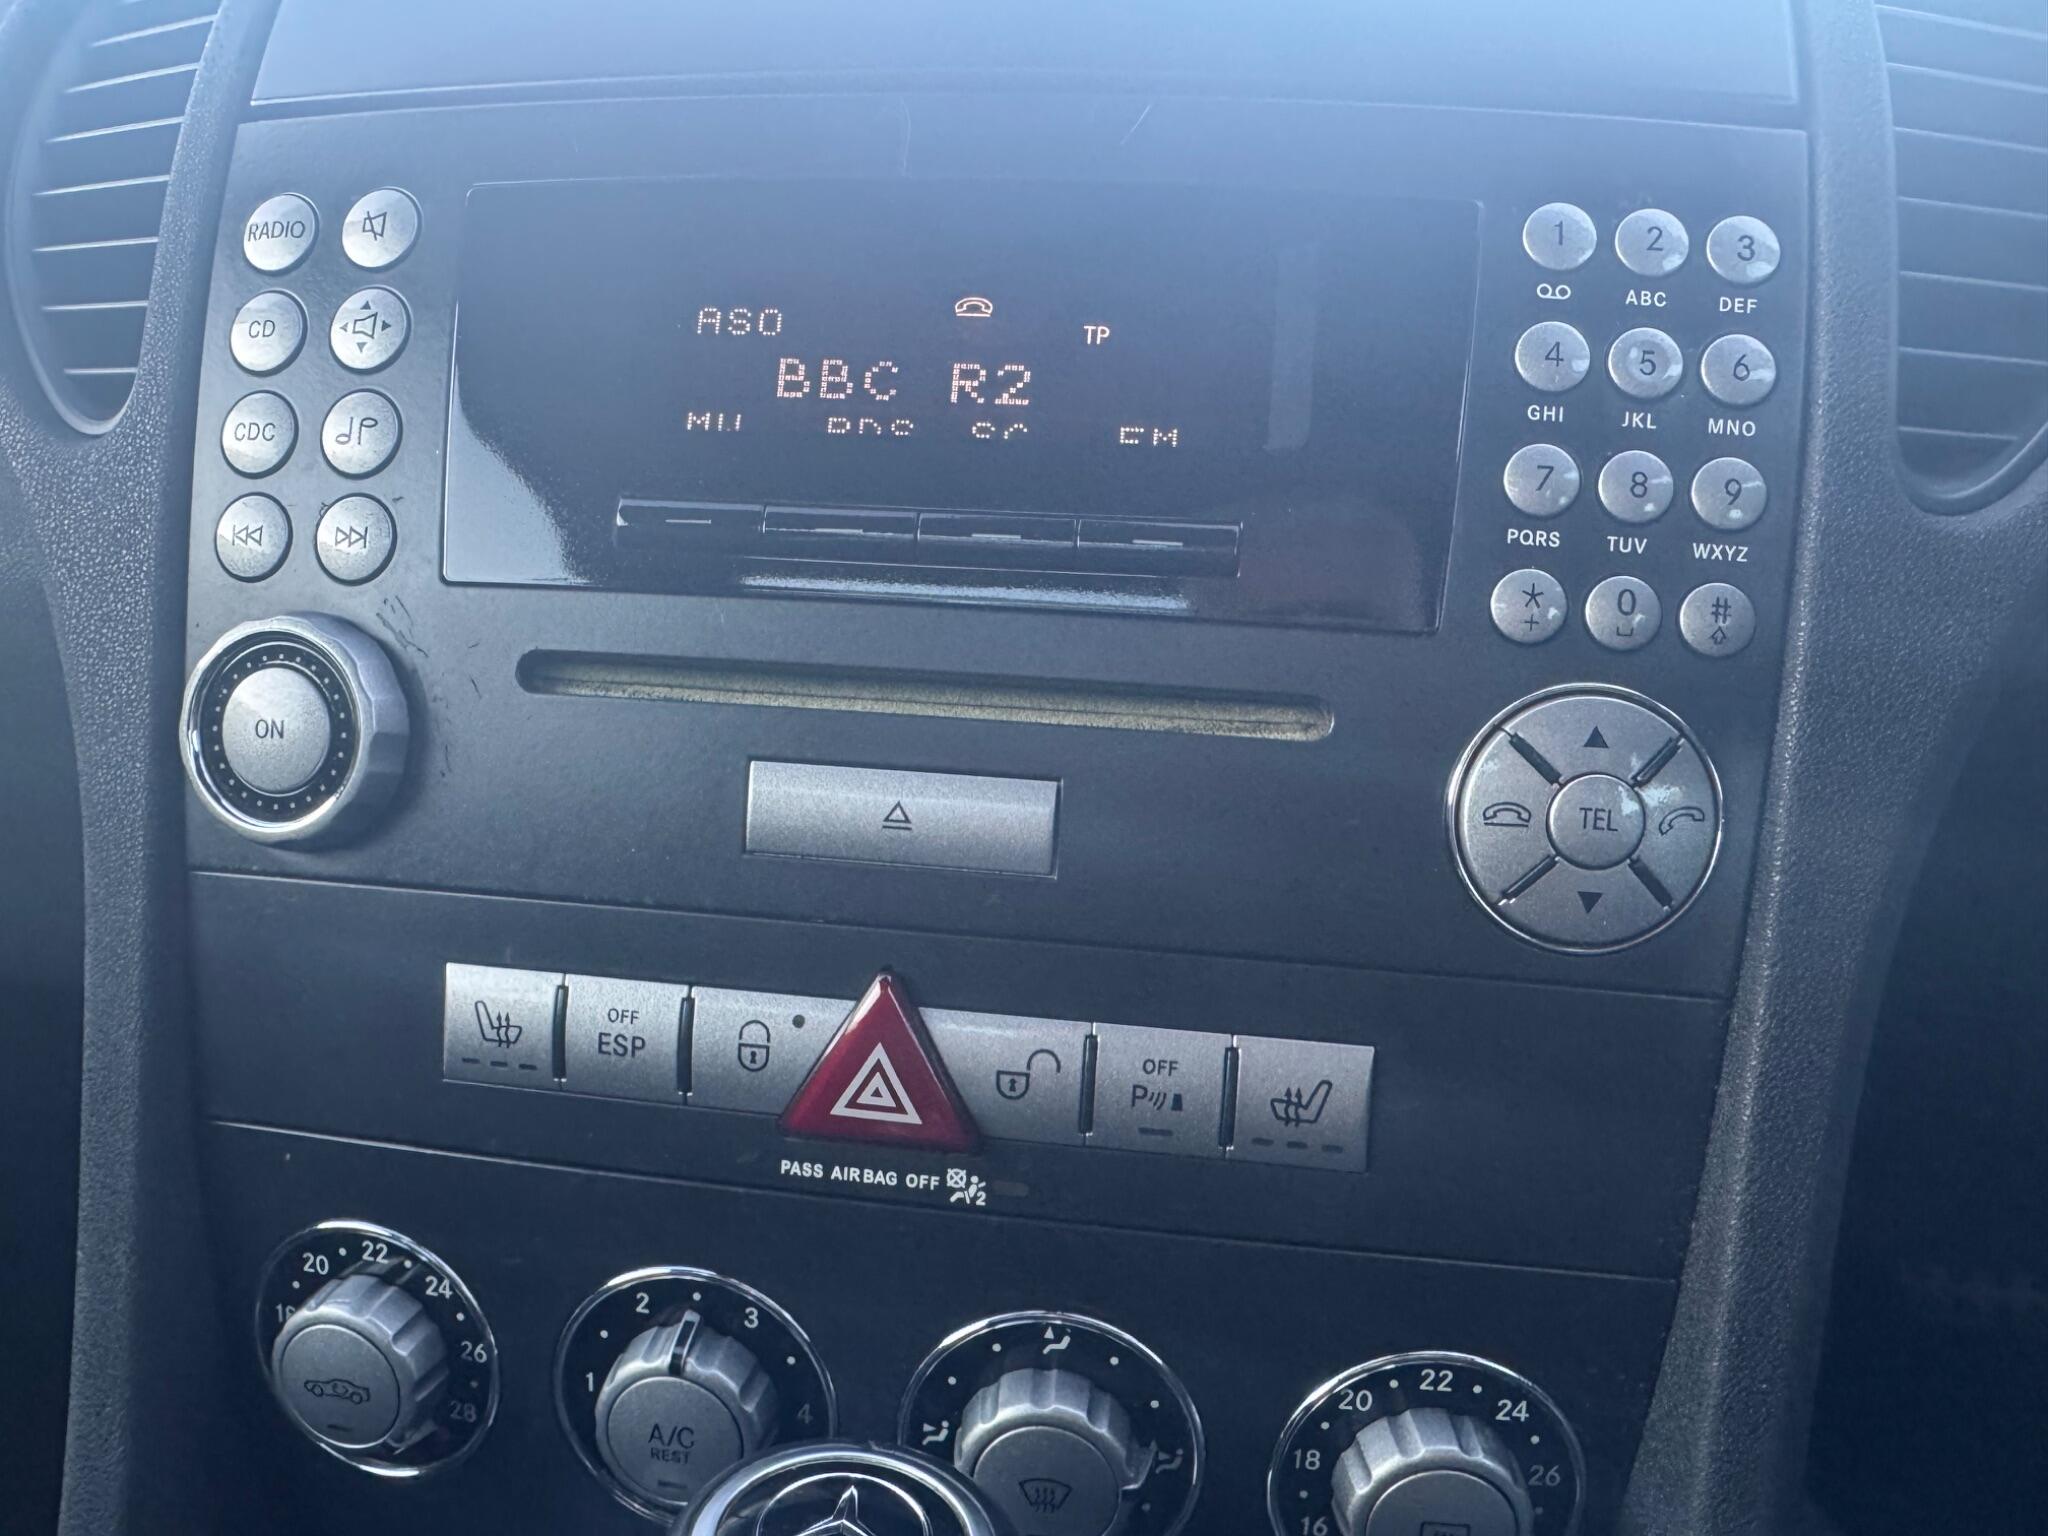 RADIO
CD
CDC
ON
ASO
TP
BBC R2
1 2 3
ABC DEF
4 5 6
GHI JKL MNO
7 8 9
PQRS TUV WXYZ
* 0 #
+
TEL
OFF
ESP
OFF
P
PASS AIRBAG OFF
2
20 22 24 26 28
1 2 3 4
A/C
REST
16 18 20 22 24 26